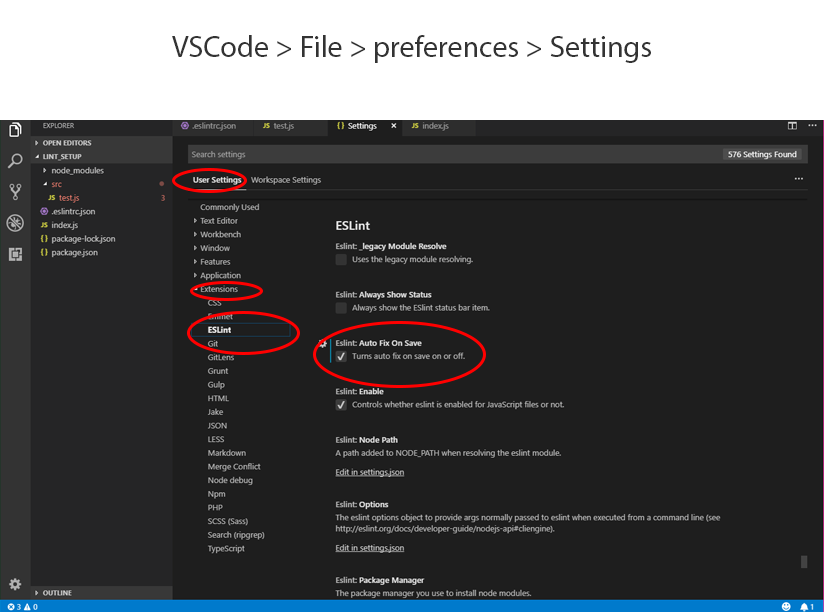 VSCode > File > preferences > Settings
EXPLORER
.eslintrc.json
JS test.js
{ } Settings ×
JS index.js
···
OPEN EDITORS
LINT_SETUP
node_modules
src
JS test.js 3
.eslintrc.json
JS index.js
{ } package-lock.json
{ } package.json
OUTLINE
Search settings
576 Settings Found
User Settings
Workspace Settings
···
Commonly Used
Text Editor
Workbench
Window
Features
Application
Extensions
CSS
Emmet
ESLint
Git
GitLens
Grunt
Gulp
HTML
Jake
JSON
LESS
Markdown
Merge Conflict
Node debug
Npm
PHP
SCSS (Sass)
Search (ripgrep)
TypeScript
ESLint
Eslint: _legacy Module Resolve
Uses the legacy module resolving.
Eslint: Always Show Status
Always show the ESlint status bar item.
Eslint: Auto Fix On Save
Turns auto fix on save on or off.
Eslint: Enable
Controls whether eslint is enabled for JavaScript files or not.
Eslint: Node Path
A path added to NODE_PATH when resolving the eslint module.
Edit in settings.json
Eslint: Options
The eslint options object to provide args normally passed to eslint when executed from a command line (see
http://eslint.org/docs/developer-guide/nodejs-api#cliengine).
Edit in settings.json
Eslint: Package Manager
The package manager you use to install node modules.
3 0
1